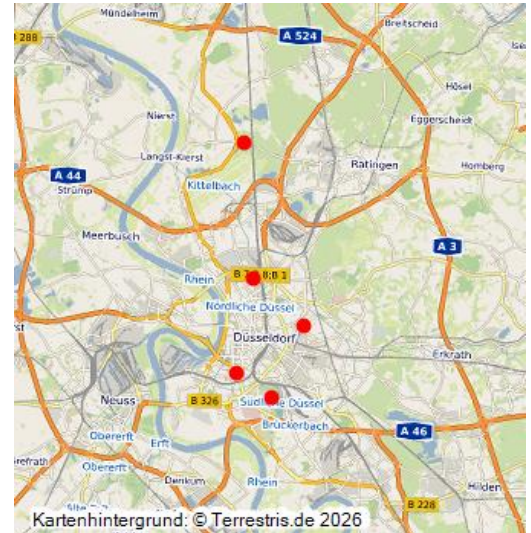 Mündelheim
Breitscheid
B 288
A 524
Hösel
Nierst
Eggerscheidt
Langst-Kierst
Ratingen
Homberg
A 44
Kittelbach
Strümp
Meerbusch
A 3
Rhein
8;B 1
Nördliche Düssel
Düsseldorf
Erkrath
Neuss
B 326
Südliche Düssel
Brückerbach
A 46
Obererft
Erft
Grefrath
Obererft
Denkum
Rhein
Hilden
B 228
Kartenhintergrund: © Terrestris.de 2026